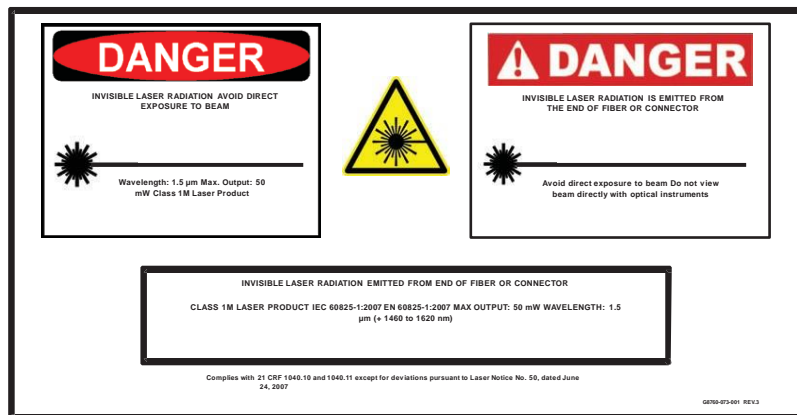 DANGER
INVISIBLE LASER RADIATION AVOID DIRECT
EXPOSURE TO BEAM
Wavelength: 1.5 µm Max. Output: 50
mW Class 1M Laser Product
DANGER
INVISIBLE LASER RADIATION IS EMITTED FROM
THE END OF FIBER OR CONNECTOR
Avoid direct exposure to beam Do not view
beam directly with optical instruments
INVISIBLE LASER RADIATION EMITTED FROM END OF FIBER OR CONNECTOR
CLASS 1M LASER PRODUCT IEC 60825-1:2007 EN 60825-1:2007 MAX OUTPUT: 50 mW WAVELENGTH: 1.5
µm (+ 1460 to 1620 nm)
Complies with 21 CRF 1040.10 and 1040.11 except for deviations pursuant to Laser Notice No. 50, dated June
24, 2007
G8760-873-001 REV.3